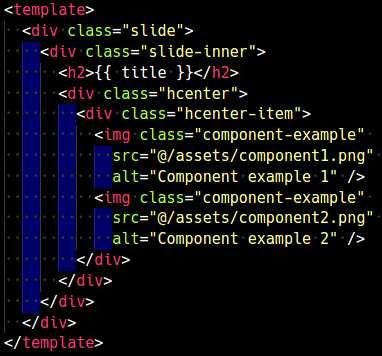 <template>
  <div class="slide">
    <div class="slide-inner">
      <h2>{{ title }}</h2>
      <div class="hcenter">
        <div class="hcenter-item">
          <img class="component-example"
            src="@/assets/component1.png"
            alt="Component example 1" />
          <img class="component-example"
            src="@/assets/component2.png"
            alt="Component example 2" />
        </div>
      </div>
    </div>
  </div>
</template>